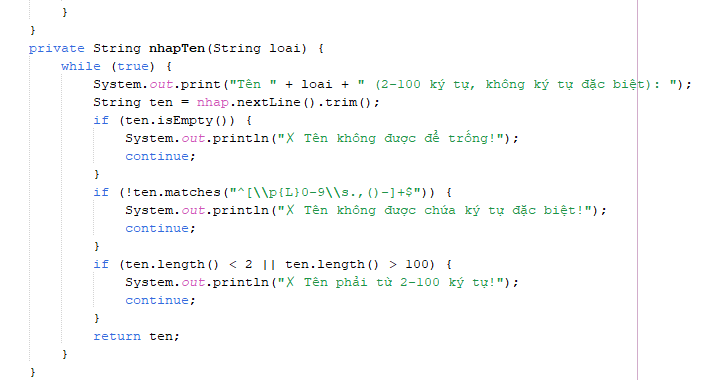 }
}
private String nhapTen(String loai) {
while (true) {
System.out.print("Tên " + loai + " (2-100 ký tự, không ký tự đặc biệt): ");
String ten = nhap.nextLine().trim();
if (ten.isEmpty()) {
System.out.println("✗ Tên không được để trống!");
continue;
}
if (!ten.matches("^[\\p{L}0-9\\s.,()-]+$")) {
System.out.println("✗ Tên không được chứa ký tự đặc biệt!");
continue;
}
if (ten.length() < 2 || ten.length() > 100) {
System.out.println("✗ Tên phải từ 2-100 ký tự!");
continue;
}
return ten;
}
}